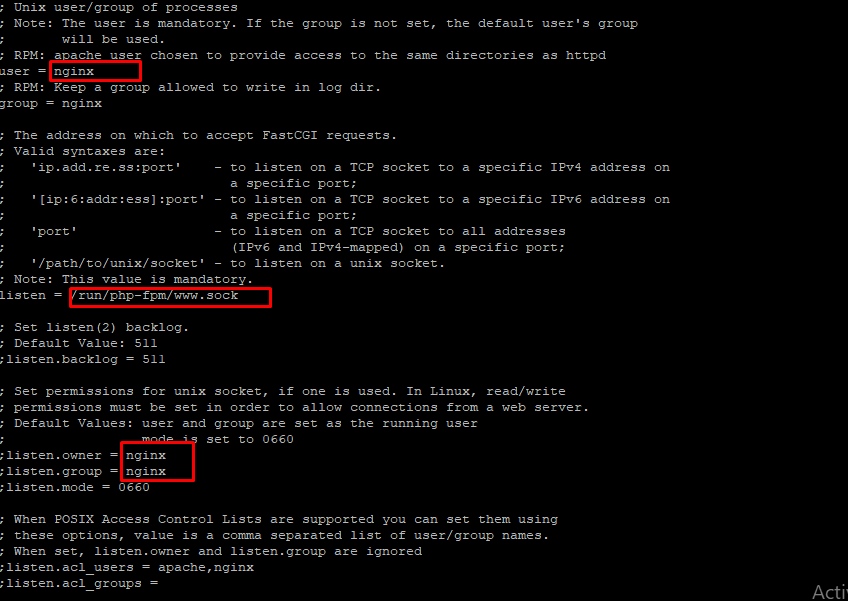 ; Unix user/group of processes
; Note: The user is mandatory. If the group is not set, the default user's group
;       will be used.
; RPM: apache user chosen to provide access to the same directories as httpd
user = nginx
; RPM: Keep a group allowed to write in log dir.
group = nginx
; The address on which to accept FastCGI requests.
; Valid syntaxes are:
;   'ip.add.re.ss:port'    - to listen on a TCP socket to a specific IPv4 address on
;                            a specific port;
;   '[ip:6:addr:ess]:port' - to listen on a TCP socket to a specific IPv6 address on
;                            a specific port;
;   'port'                 - to listen on a TCP socket to all addresses
;                            (IPv6 and IPv4-mapped) on a specific port;
;   '/path/to/unix/socket' - to listen on a unix socket.
; Note: This value is mandatory.
listen = /run/php-fpm/www.sock
; Set listen(2) backlog.
; Default Value: 511
;listen.backlog = 511
; Set permissions for unix socket, if one is used. In Linux, read/write
; permissions must be set in order to allow connections from a web server.
; Default Values: user and group are set as the running user
;                 mode is set to 0660
;listen.owner = nginx
;listen.group = nginx
;listen.mode = 0660
; When POSIX Access Control Lists are supported you can set them using
; these options, value is a comma separated list of user/group names.
; When set, listen.owner and listen.group are ignored
;listen.acl_users = apache,nginx
;listen.acl_groups =
Acti